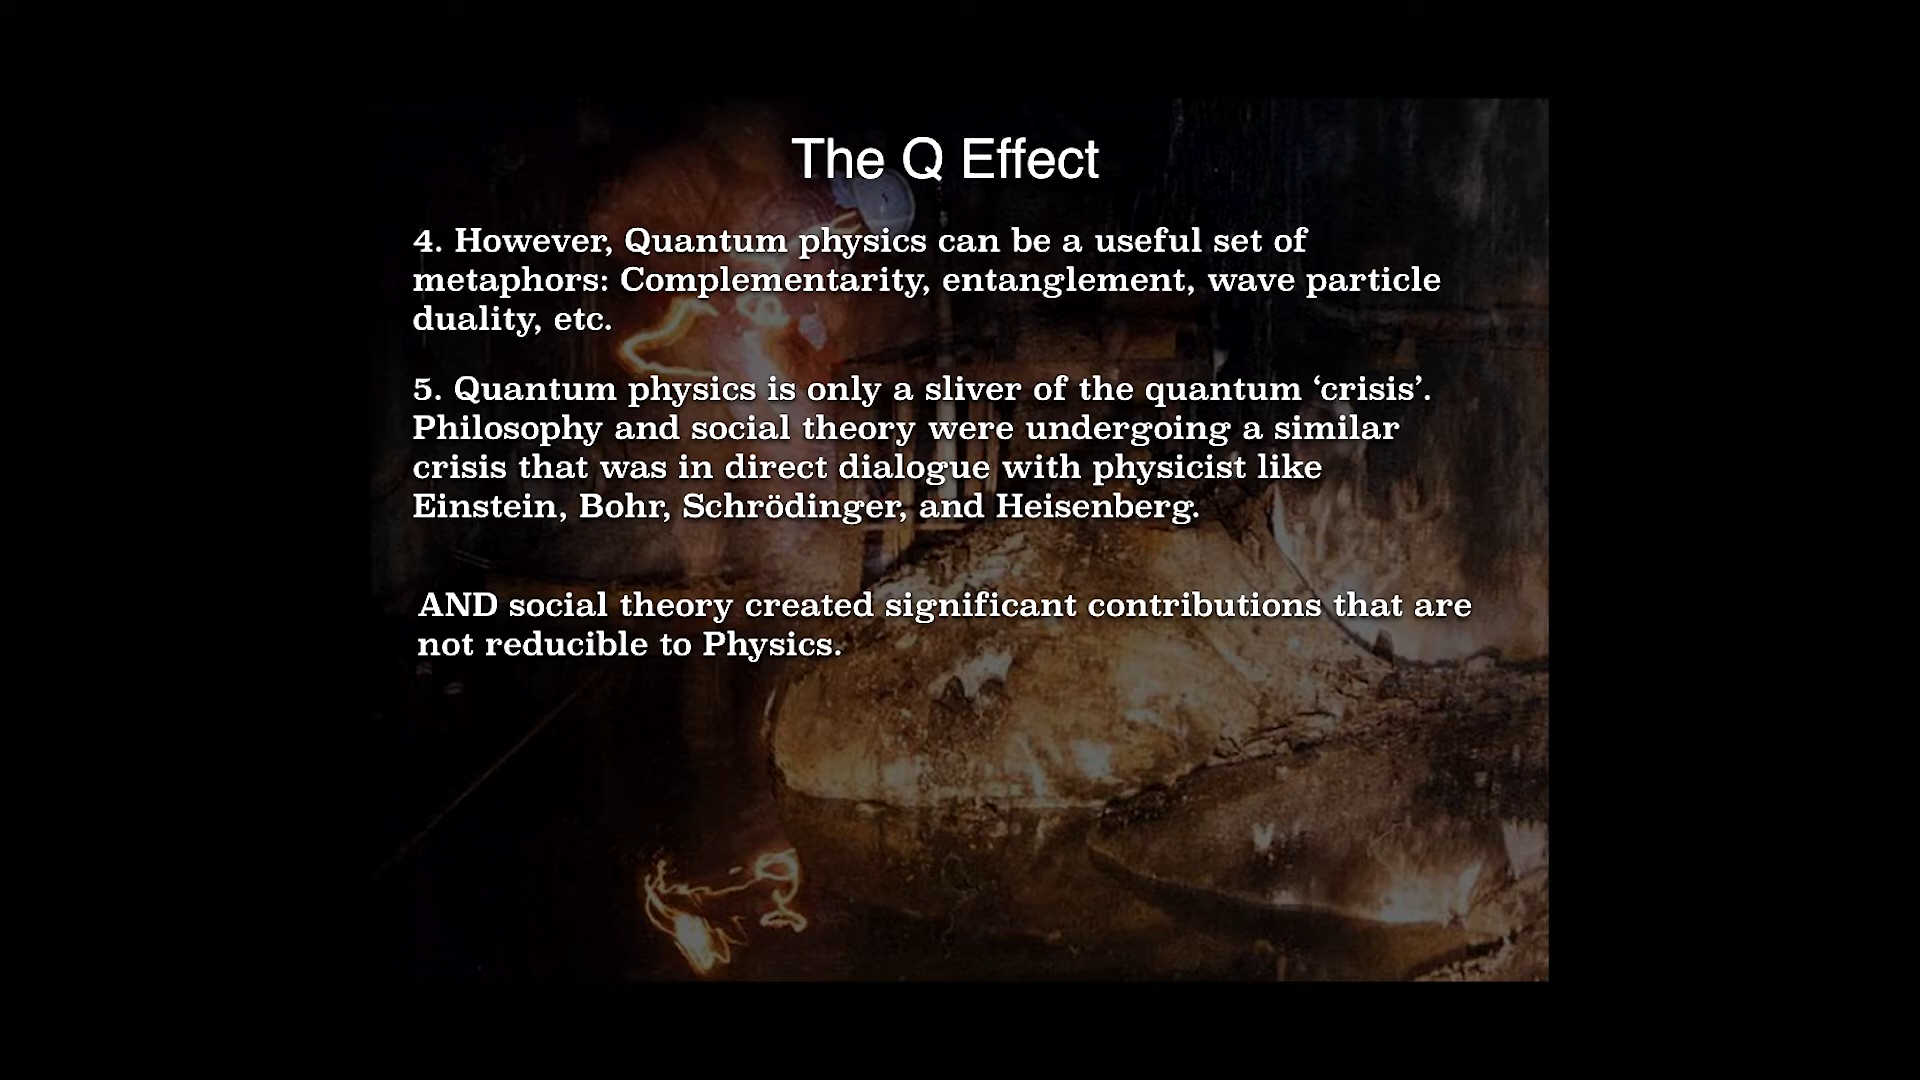 The Q Effect
4. However, Quantum physics can be a useful set of
metaphors: Complementarity, entanglement, wave particle
duality, etc.
5. Quantum physics is only a sliver of the quantum ‘crisis’.
Philosophy and social theory were undergoing a similar
crisis that was in direct dialogue with physicist like
Einstein, Bohr, Schrödinger, and Heisenberg.
AND social theory created significant contributions that are
not reducible to Physics.